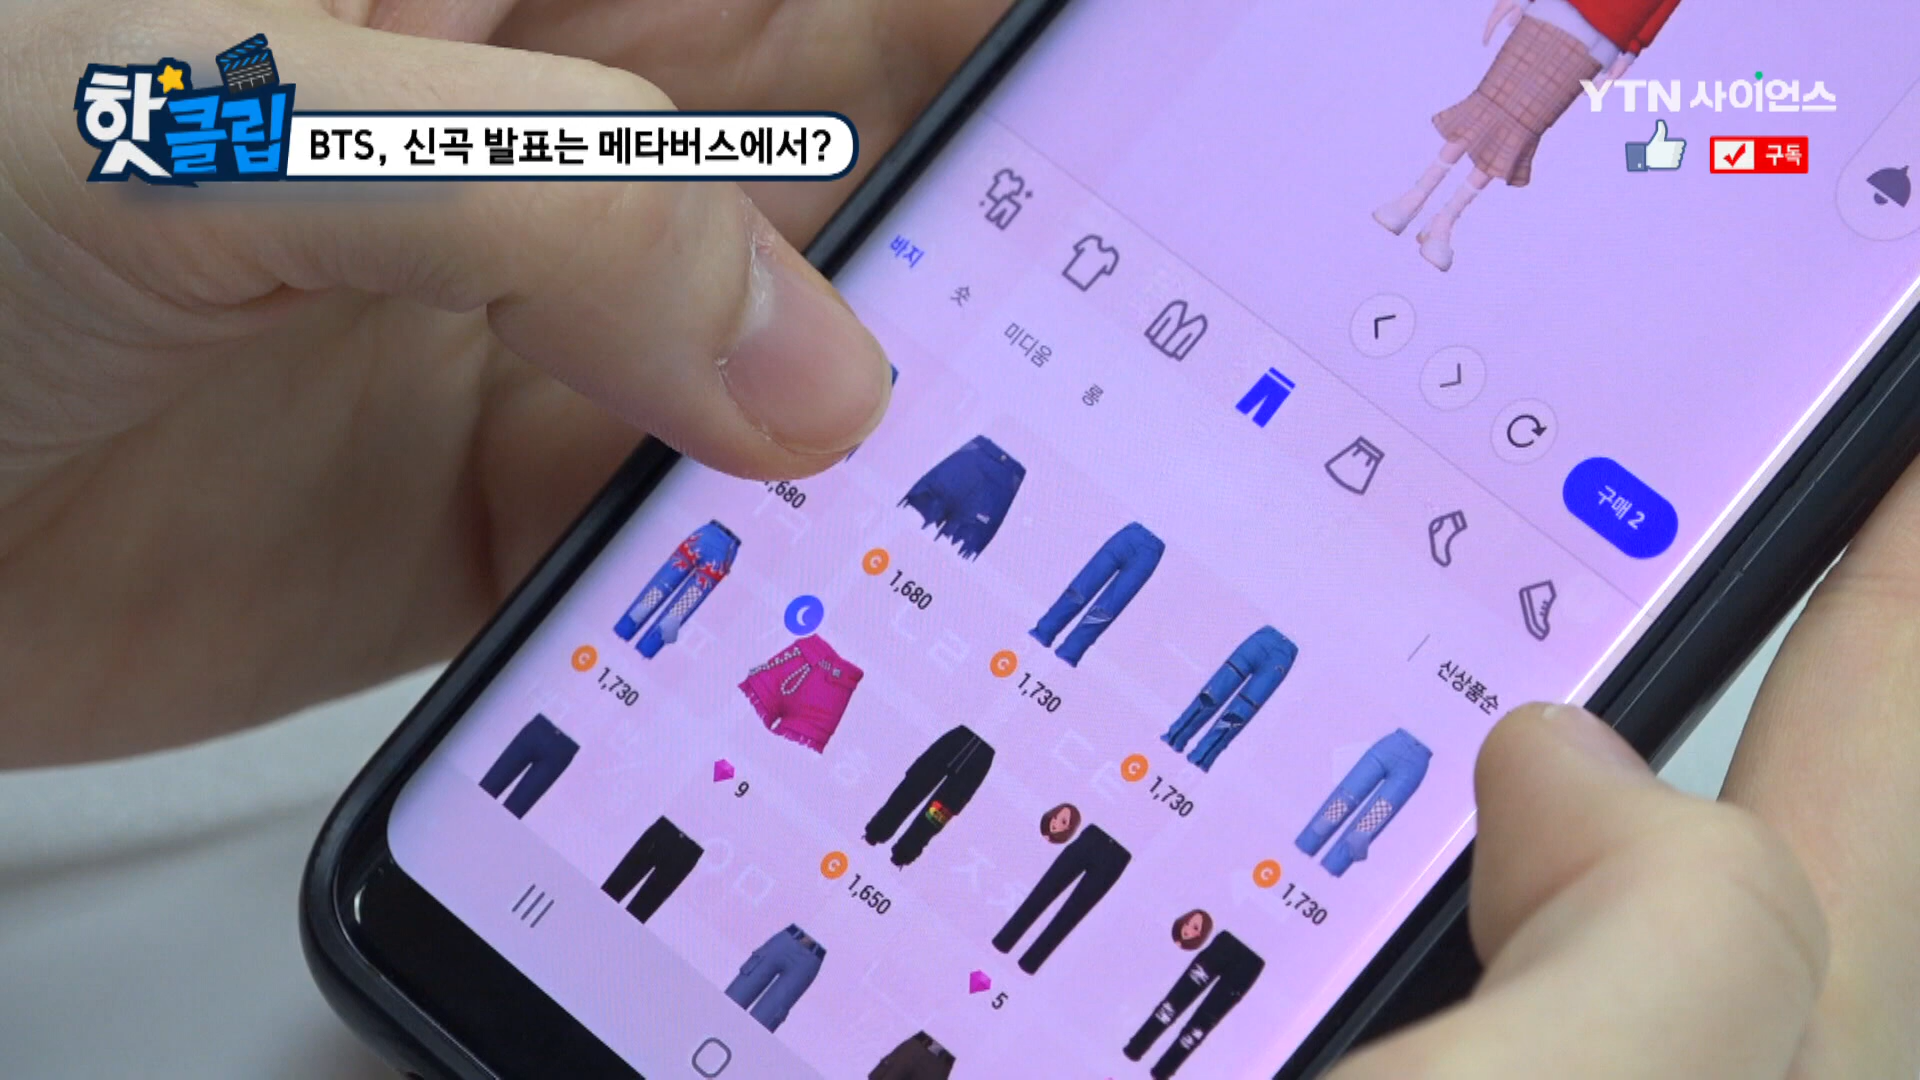 핫클립
BTS, 신곡 발표는 메타버스에서?
YTN 사이언스
구독
바지
숏
미디움
롱
구매 2
신상품순
1,680
1,680
1,730
1,730
1,730
1,730
9
1,650
5